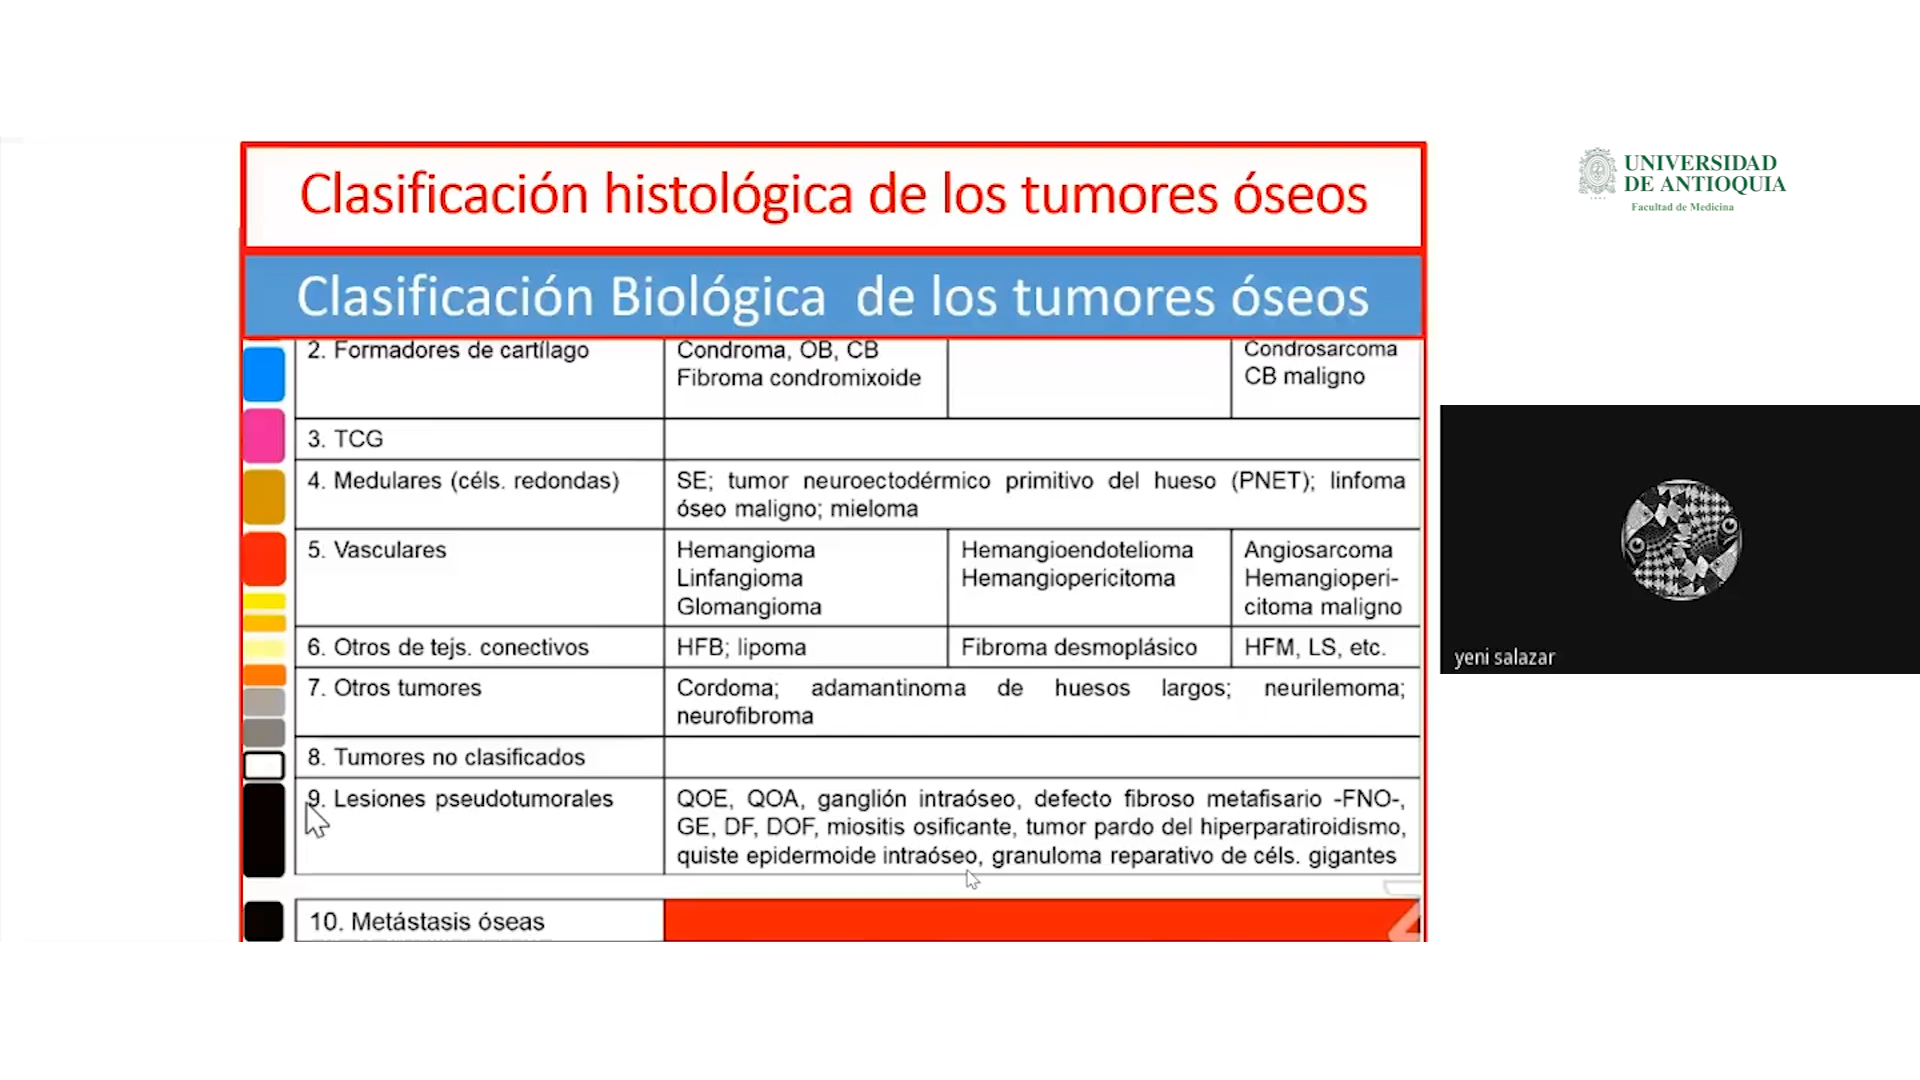 UNIVERSIDAD
DE ANTIOQUIA
Facultad de Medicina
Clasificación histológica de los tumores óseos
Clasificación Biológica de los tumores óseos
2. Formadores de cartílago
Condroma, OB, CB
Fibroma condromixoide
Condrosarcoma
CB maligno
3. TCG
4. Medulares (céls. redondas)
SE; tumor neuroectodérmico primitivo del hueso (PNET); linfoma
óseo maligno; mieloma
5. Vasculares
Hemangioma
Linfangioma
Glomangioma
Hemangioendotelioma
Hemangiopericitoma
Angiosarcoma
Hemangioperi-
citoma maligno
6. Otros de tejs. conectivos
HFB; lipoma
Fibroma desmoplásico
HFM, LS, etc.
7. Otros tumores
Cordoma; adamantinoma de huesos largos; neurilemoma;
neurofibroma
8. Tumores no clasificados
9. Lesiones pseudotumorales
QOE, QOA, ganglión intraóseo, defecto fibroso metafisario -FNO-,
GE, DF, DOF, miositis osificante, tumor pardo del hiperparatiroidismo,
quiste epidermoide intraóseo, granuloma reparativo de céls. gigantes
10. Metástasis óseas
yeni salazar